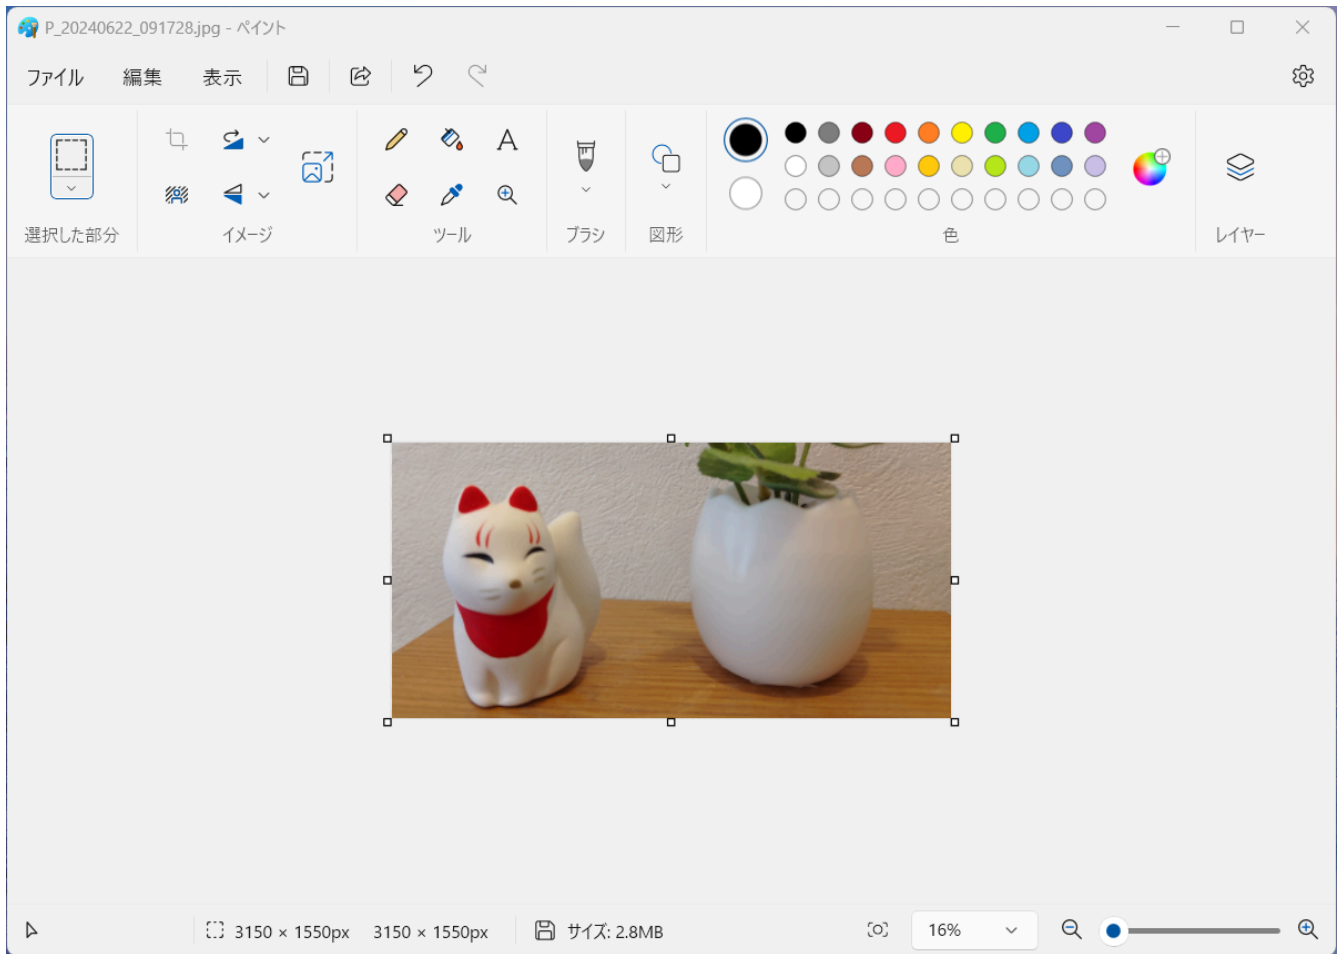 P_20240622_091728.jpg - ペイント
ファイル 編集 表示
選択した部分 イメージ ツール ブラシ 図形 色 レイヤー
3150 × 1550px 3150 × 1550px サイズ: 2.8MB 16%